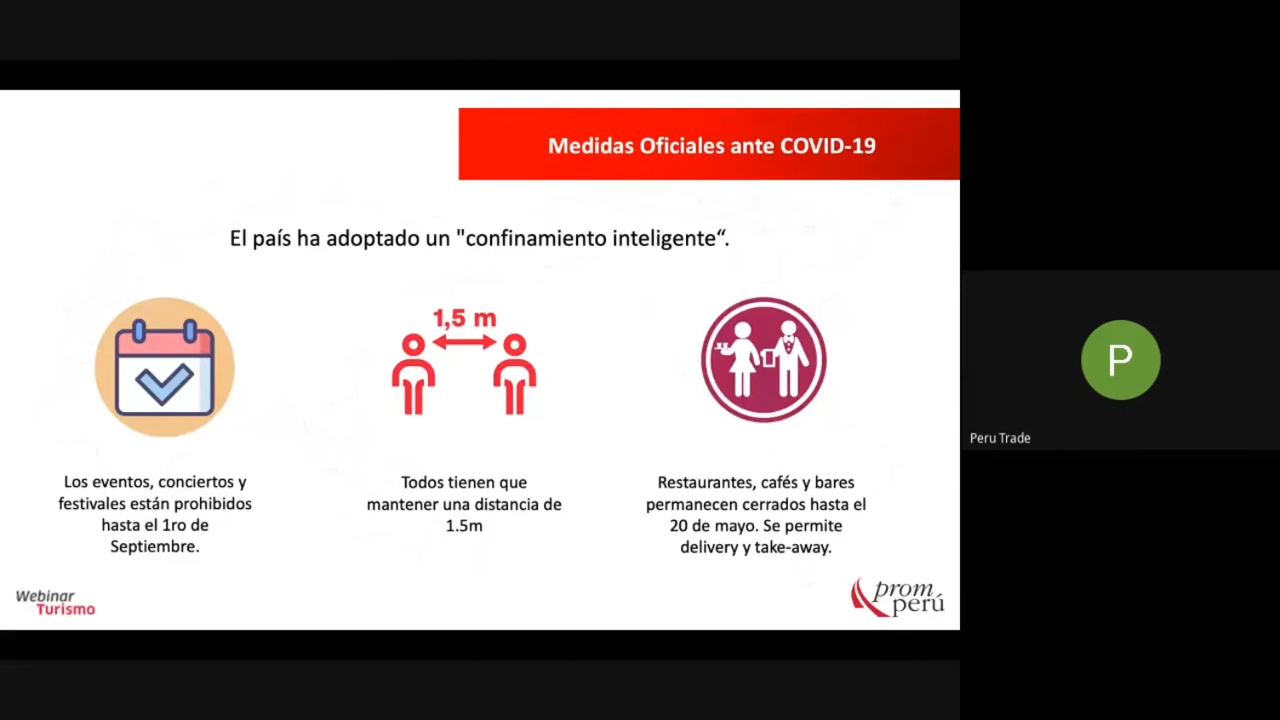 Medidas Oficiales ante COVID-19
El país ha adoptado un "confinamiento inteligente“.
1,5 m
Los eventos, conciertos y
festivales están prohibidos
hasta el 1ro de
Septiembre.
Todos tienen que
mantener una distancia de
1.5m
Restaurantes, cafés y bares
permanecen cerrados hasta el
20 de mayo. Se permite
delivery y take-away.
Webinar
Turismo
prom
perú
P
Peru Trade